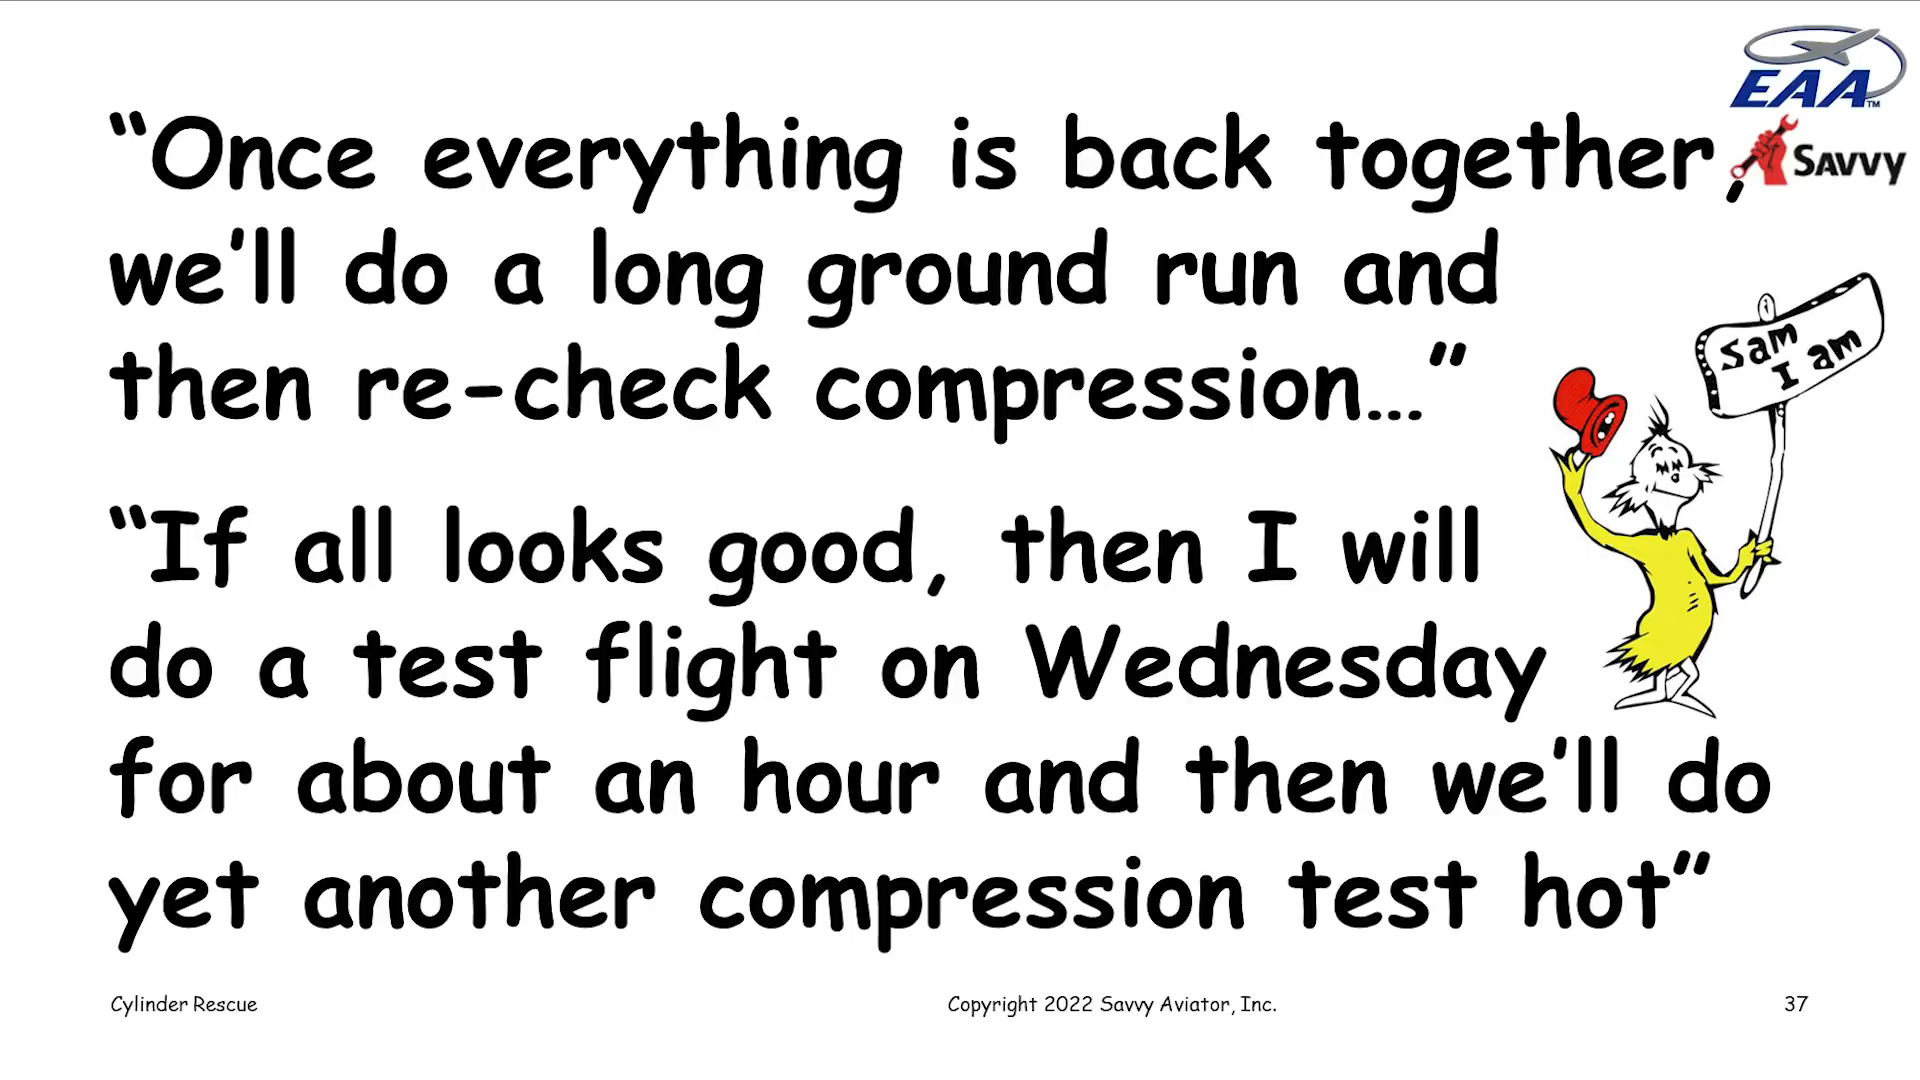 EAA™
SAVVY
“Once everything is back together,
we’ll do a long ground run and
then re-check compression…”
Sam
I am
“If all looks good, then I will
do a test flight on Wednesday
for about an hour and then we’ll do
yet another compression test hot”
Cylinder Rescue
Copyright 2022 Savvy Aviator, Inc.
37